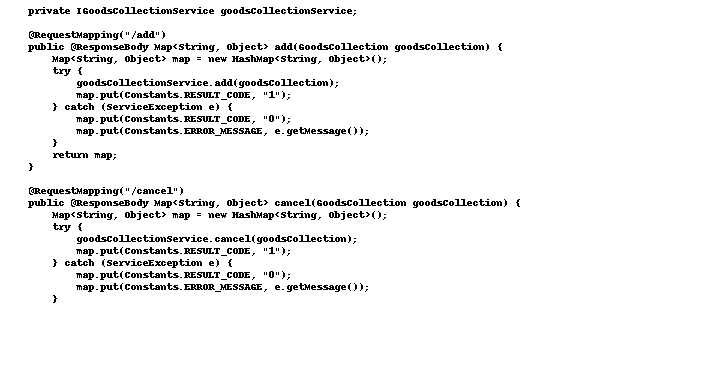 private IGoodsCollectionService goodsCollectionService;

@RequestMapping("/add")
public @ResponseBody Map<String, Object> add(GoodsCollection goodsCollection) {
    Map<String, Object> map = new HashMap<String, Object>();
    try {
        goodsCollectionService.add(goodsCollection);
        map.put(Constants.RESULT_CODE, "1");
    } catch (ServiceException e) {
        map.put(Constants.RESULT_CODE, "0");
        map.put(Constants.ERROR_MESSAGE, e.getMessage());
    }
    return map;
}

@RequestMapping("/cancel")
public @ResponseBody Map<String, Object> cancel(GoodsCollection goodsCollection) {
    Map<String, Object> map = new HashMap<String, Object>();
    try {
        goodsCollectionService.cancel(goodsCollection);
        map.put(Constants.RESULT_CODE, "1");
    } catch (ServiceException e) {
        map.put(Constants.RESULT_CODE, "0");
        map.put(Constants.ERROR_MESSAGE, e.getMessage());
    }